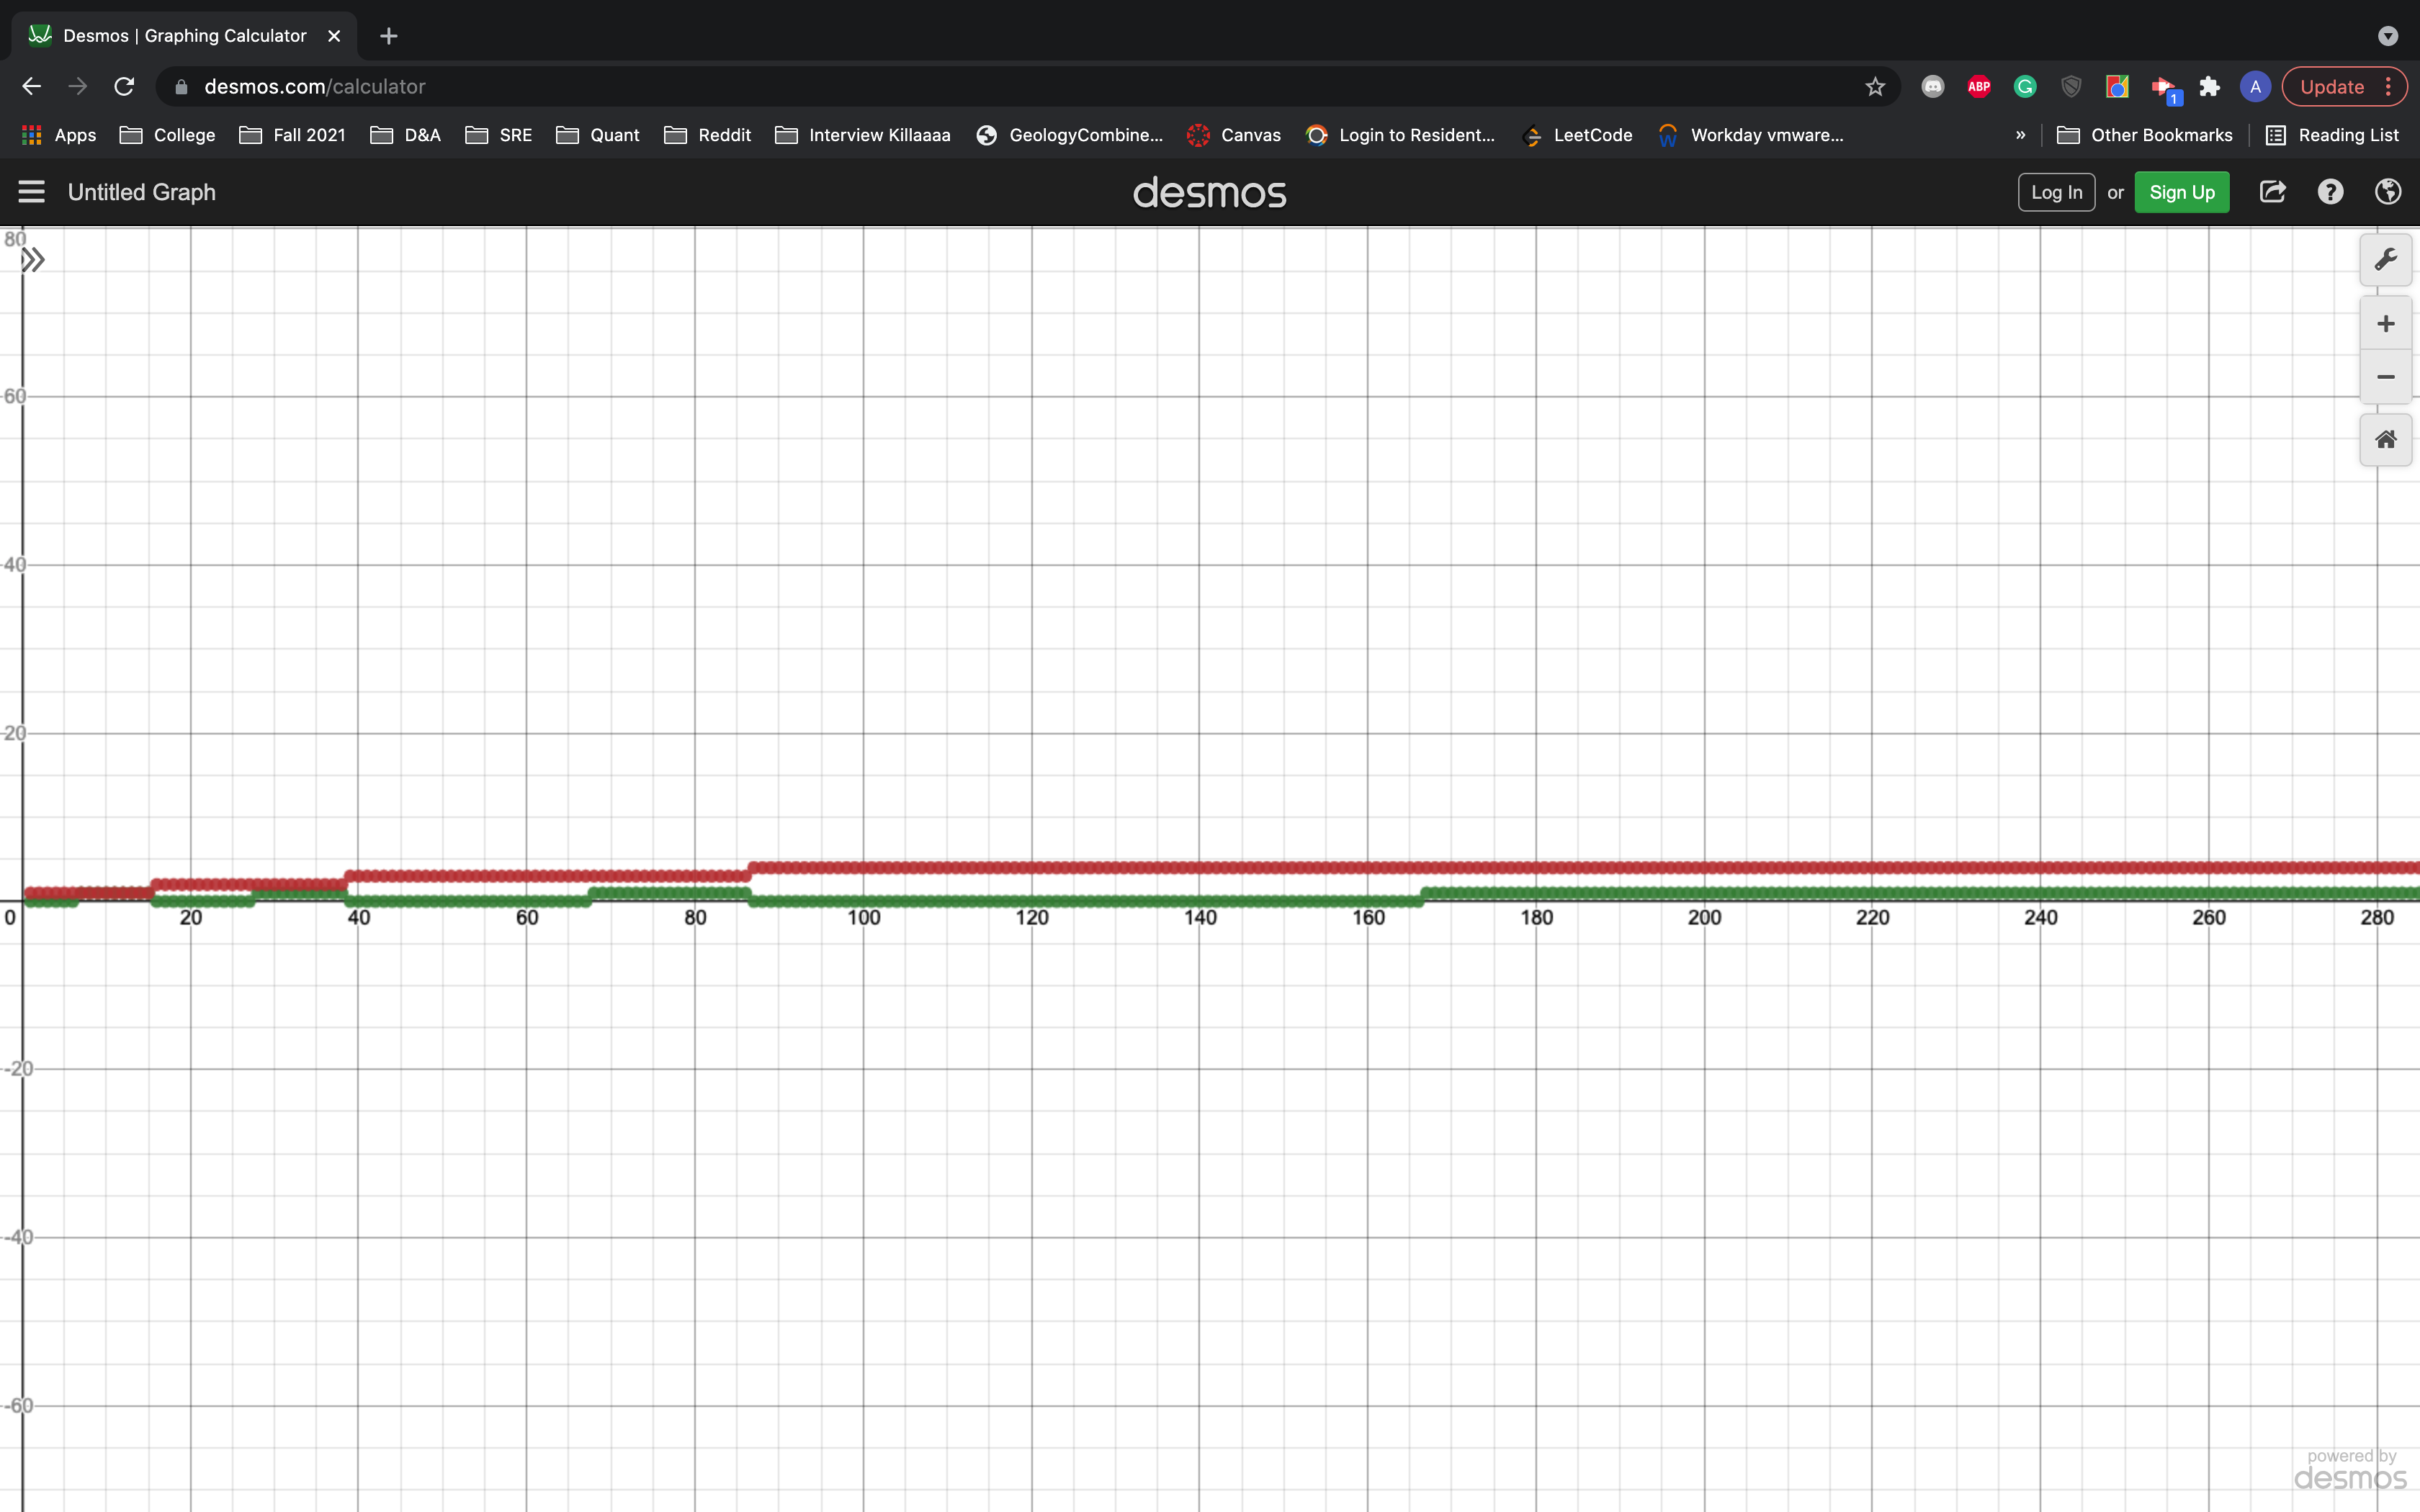 Desmos | Graphing Calculator
desmos.com/calculator
ABP
G
1
A
Update
Apps
College
Fall 2021
D&A
SRE
Quant
Reddit
Interview Killaaaa
GeologyCombine...
Canvas
Login to Resident...
LeetCode
Workday vmware...
»
Other Bookmarks
Reading List
Untitled Graph
desmos
Log In or Sign Up
80
60
40
20
0 20 40 60 80 100 120 140 160 180 200 220 240 260 280
-20
-40
-60
powered by
desmos